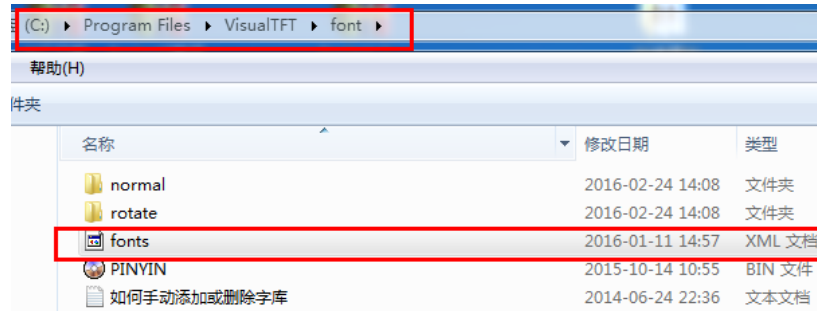 (C:) ▸ Program Files ▸ VisualTFT ▸ font ▸
帮助(H)
件夹
名称 修改日期 类型
normal 2016-02-24 14:08 文件夹
rotate 2016-02-24 14:08 文件夹
fonts 2016-01-11 14:57 XML 文档
PINYIN 2015-10-14 10:55 BIN 文件
如何手动添加或删除字库 2014-06-24 22:36 文本文档